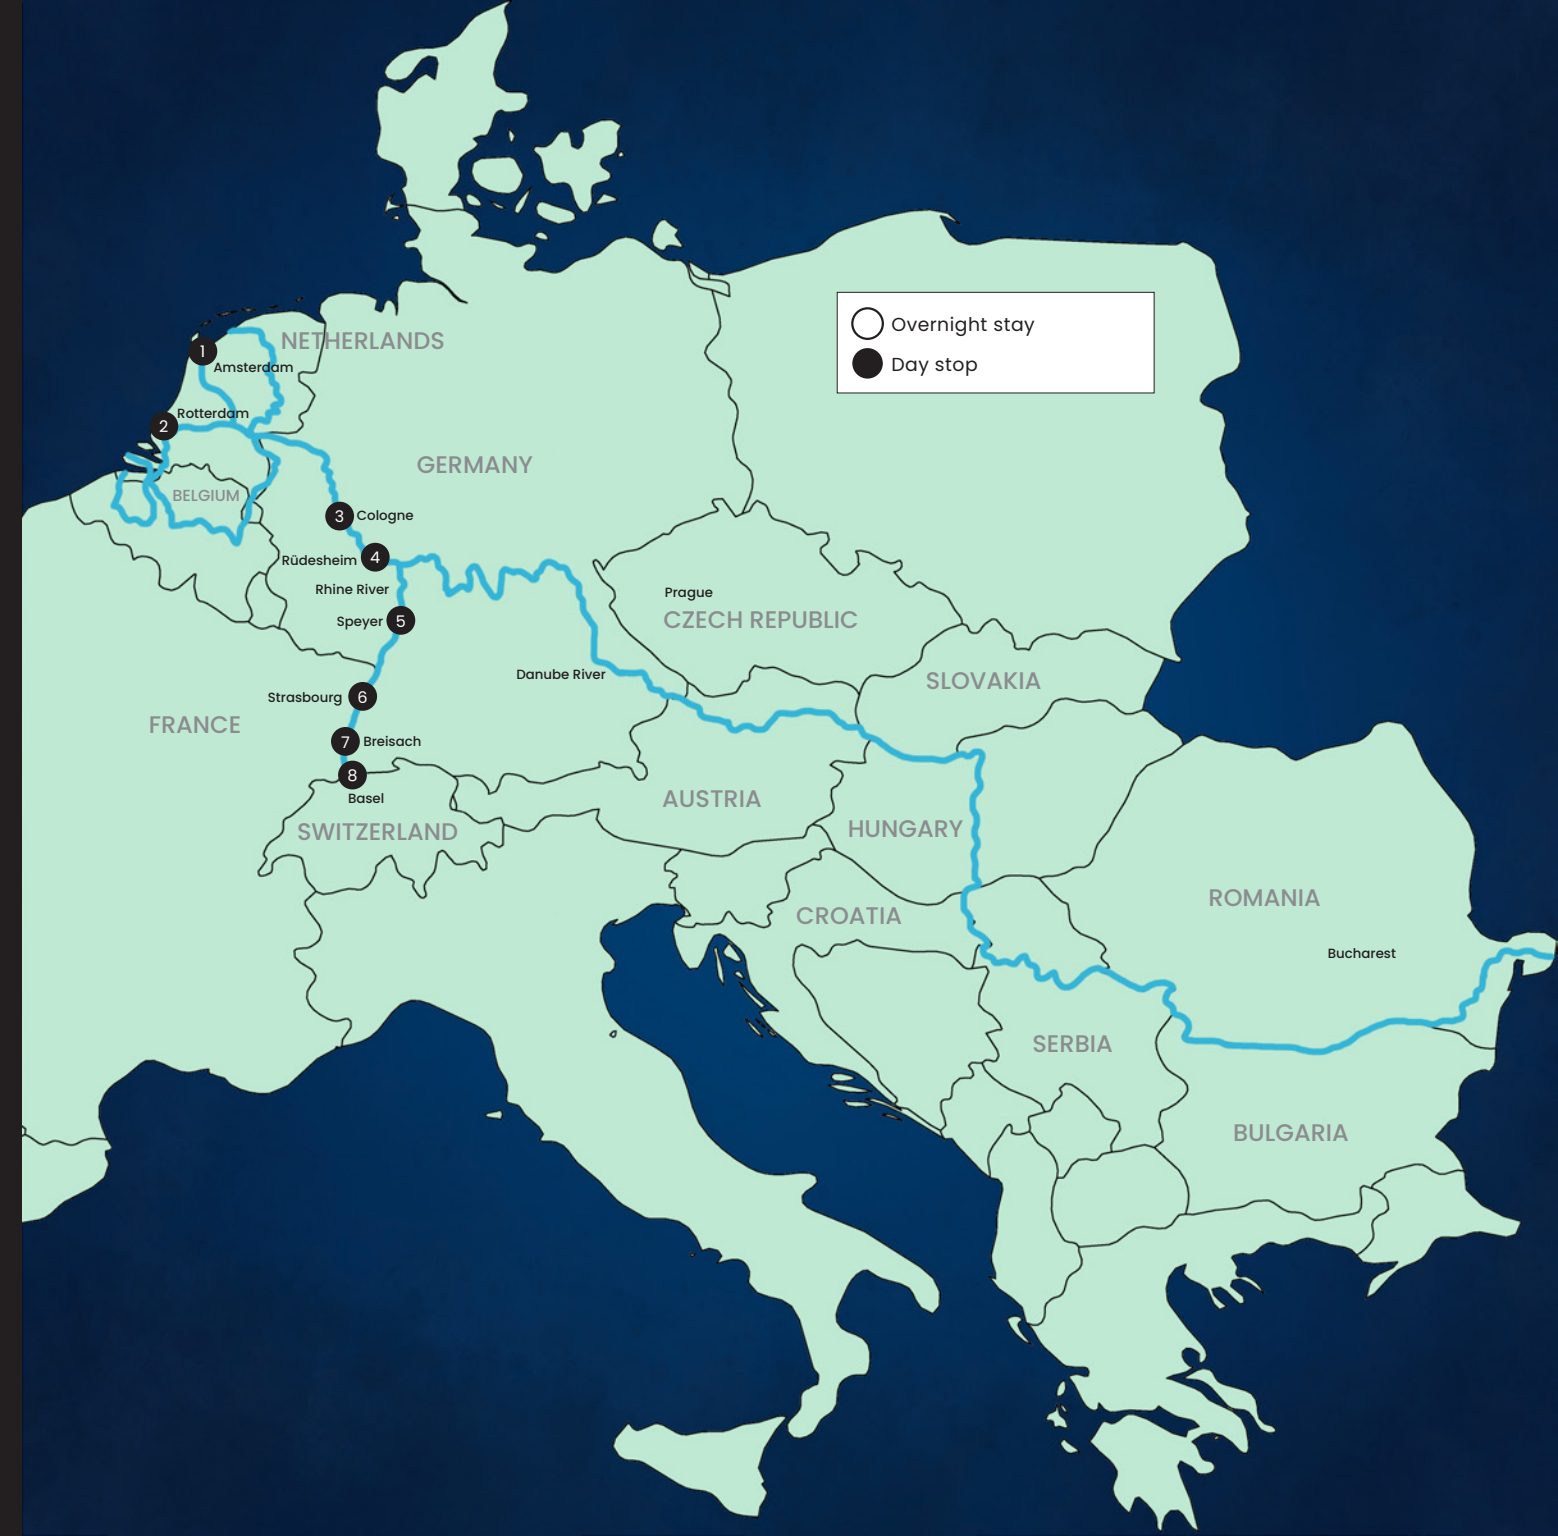 Overnight stay
Day stop
NETHERLANDS
1
Amsterdam
Rotterdam
2
GERMANY
BELGIUM
3
Cologne
Rüdesheim
4
Rhine River
Prague
CZECH REPUBLIC
Speyer
5
Danube River
SLOVAKIA
Strasbourg
6
FRANCE
7
Breisach
8
Basel
AUSTRIA
SWITZERLAND
HUNGARY
ROMANIA
CROATIA
Bucharest
SERBIA
BULGARIA